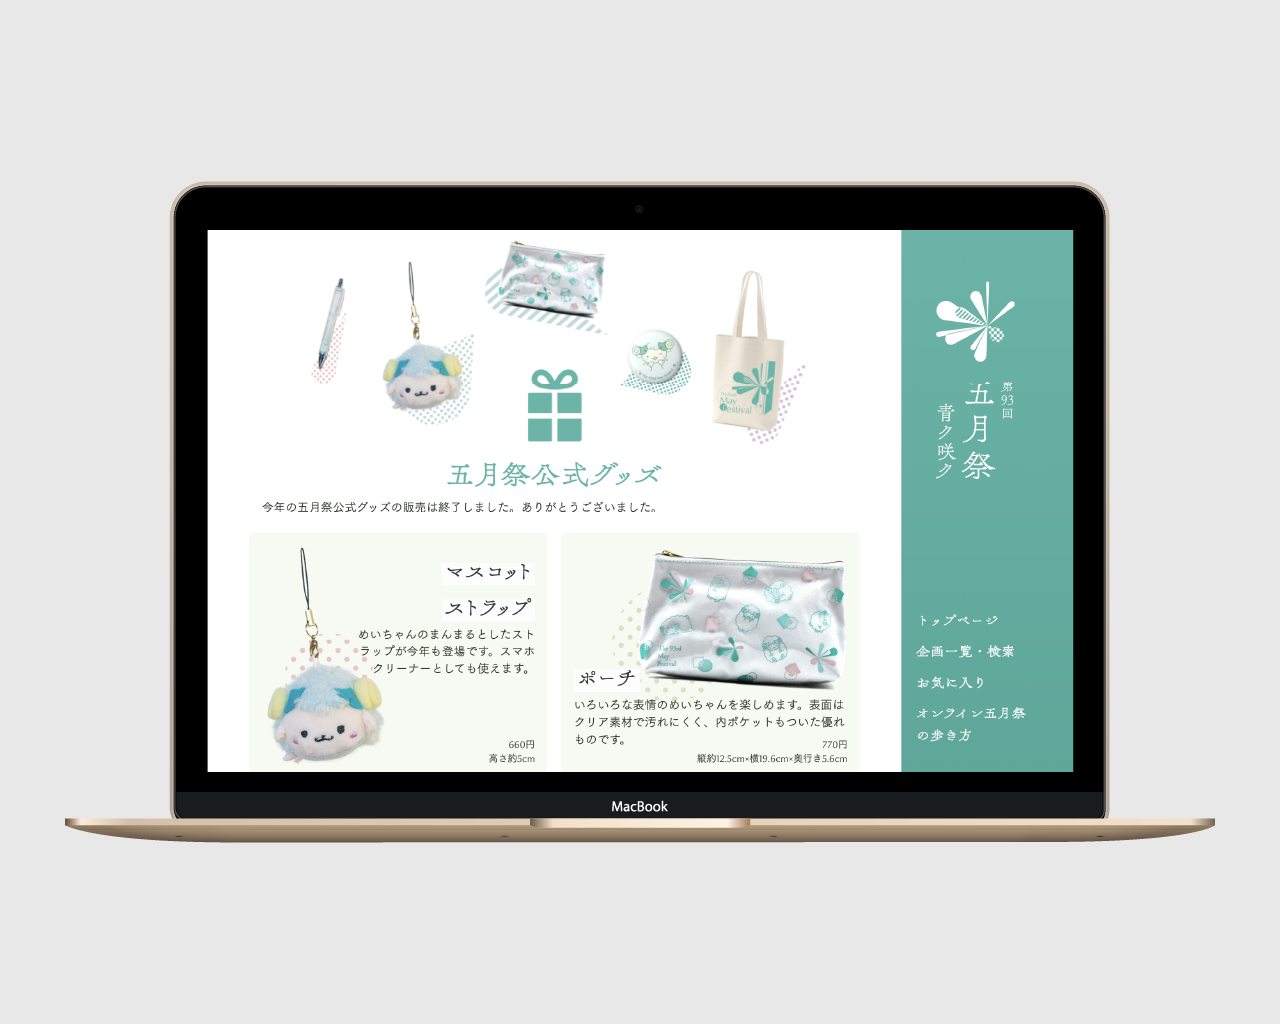 May
Festival
五月祭公式グッズ
今年の五月祭公式グッズの販売は終了しました。ありがとうございました。
マスコット
ストラップ
めいちゃんのまんまるとしたスト
ラップが今年も登場です。スマホ
クリーナーとしても使えます。
660円
高さ約5cm
The 93rd
May
Festival
ポーチ
いろいろな表情のめいちゃんを楽しめます。表面は
クリア素材で汚れにくく、内ポケットもついた優れ
ものです。
770円
縦約12.5cm×横19.6cm×奥行き5.6cm
第93回
五月祭
青ク咲ク
トップページ
企画一覧・検索
お気に入り
オンライン五月祭
の歩き方
MacBook